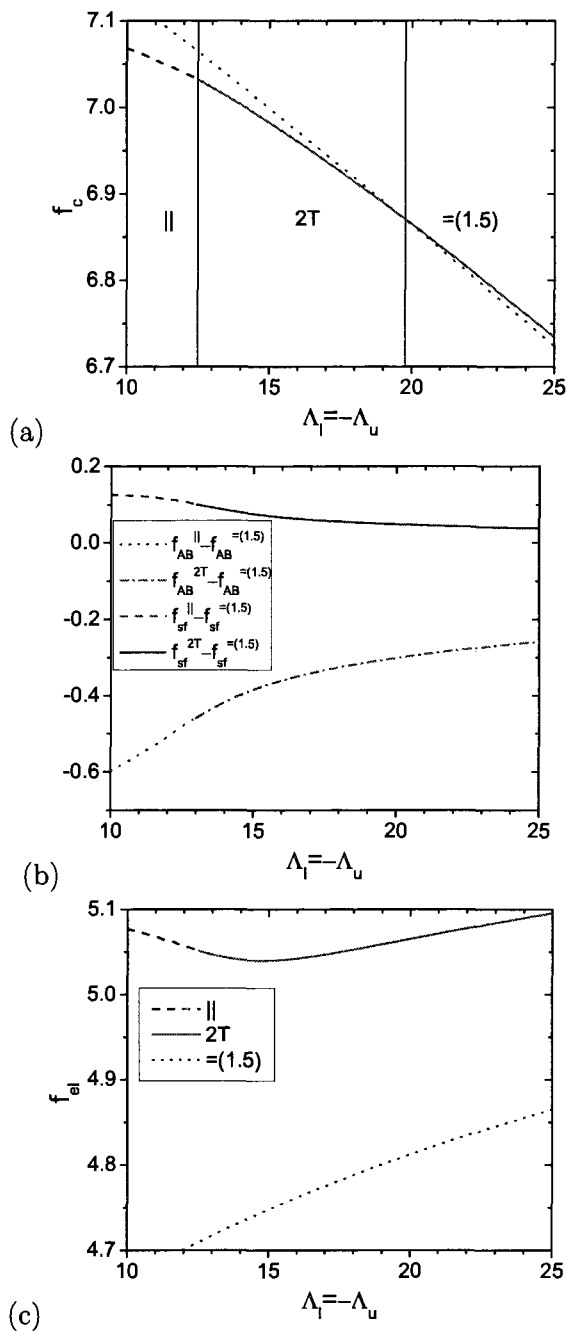 7.1
7.0
6.9
6.8
6.7
f_c
||
2T
=(1.5)
10
15
20
25
Λ_l=-Λ_u
(a)
0.2
0.0
-0.2
-0.4
-0.6
f_AB^||-f_AB^=(1.5)
f_AB^2T-f_AB^=(1.5)
f_sf^||-f_sf^=(1.5)
f_sf^2T-f_sf^=(1.5)
10
15
20
25
Λ_l=-Λ_u
(b)
5.1
5.0
4.9
4.8
4.7
f_el
||
2T
=(1.5)
10
15
20
25
Λ_l=-Λ_u
(c)